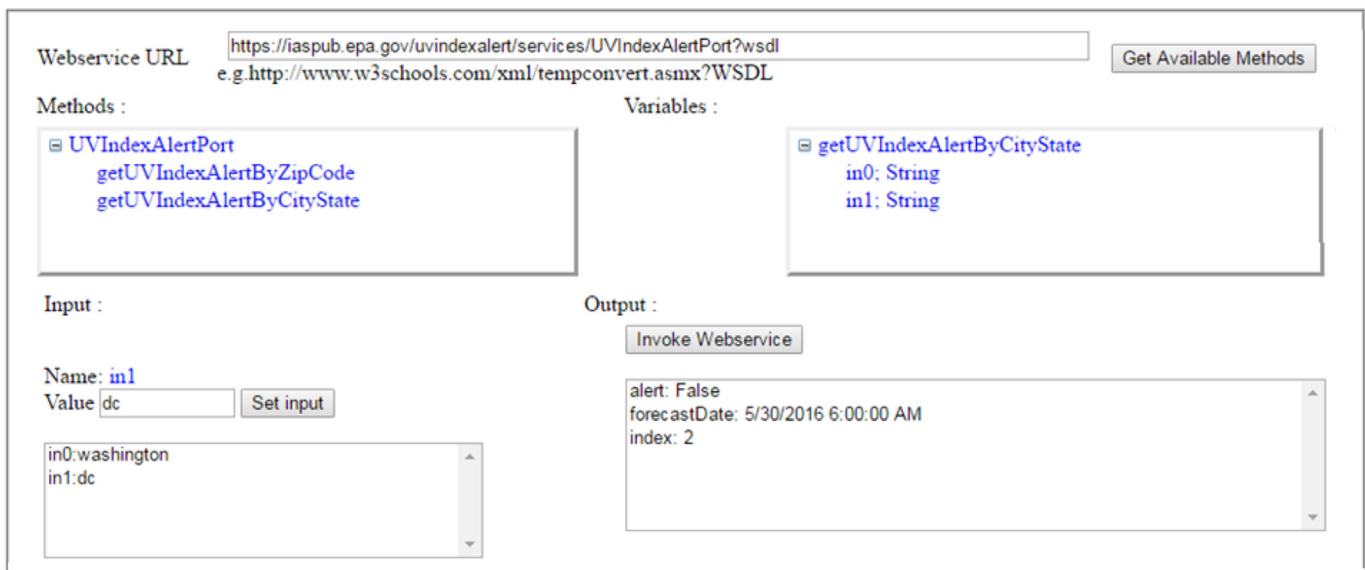 Webservice URL https://iaspub.epa.gov/uvindexalert/services/UVIndexAlertPort?wsdl Get Available Methods
e.g.http://www.w3schools.com/xml/tempconvert.asmx?WSDL
Methods : Variables :
UVIndexAlertPort
getUVIndexAlertByZipCode
getUVIndexAlertByCityState
getUVIndexAlertByCityState
in0; String
in1; String
Input : Output :
Invoke Webservice
Name: in1
Value dc Set input
in0:washington
in1:dc
alert: False
forecastDate: 5/30/2016 6:00:00 AM
index: 2